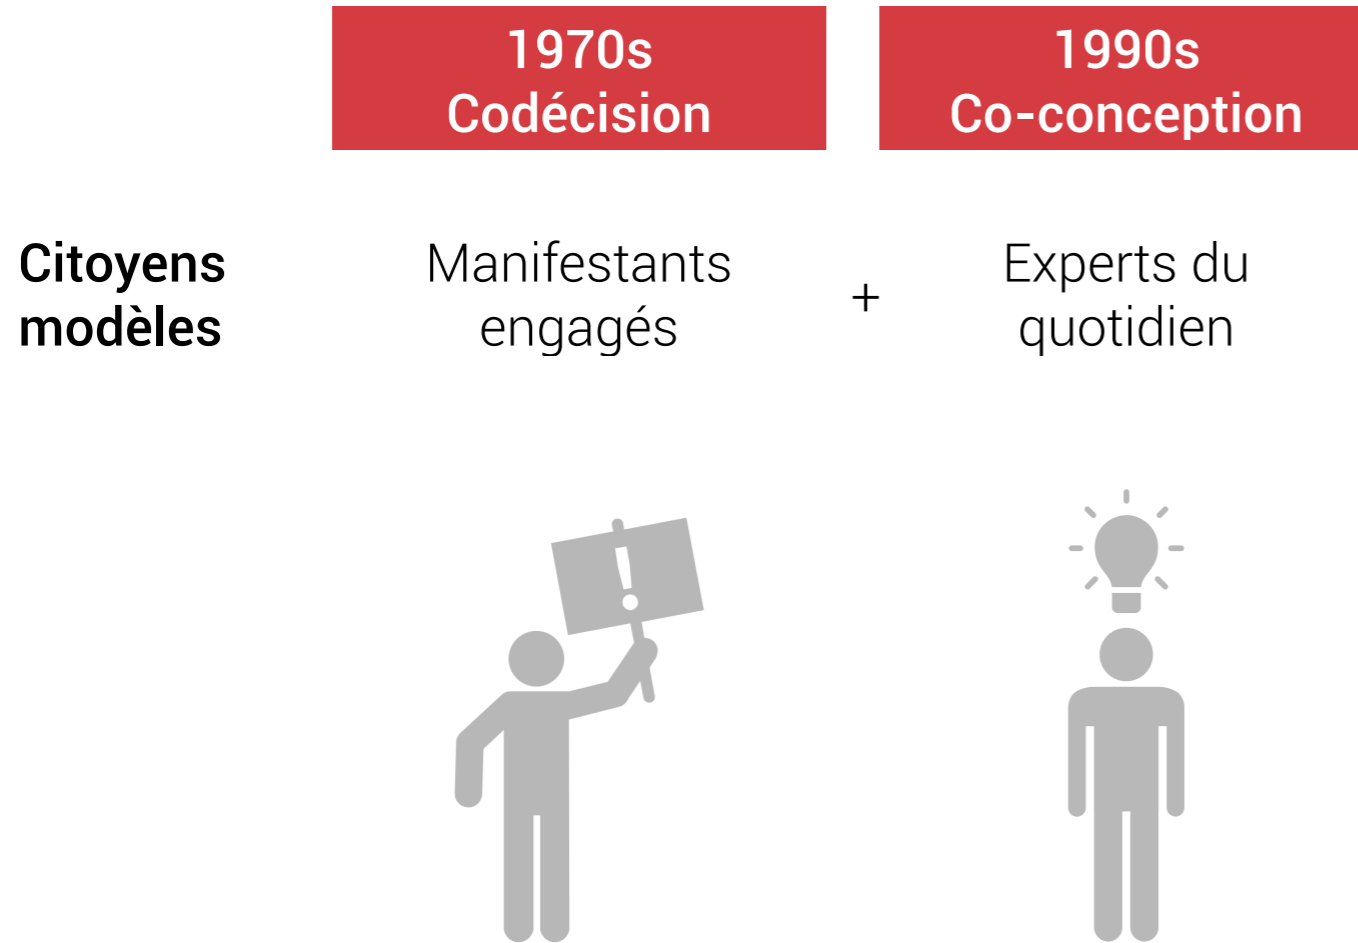 1970s
Codécision
1990s
Co-conception
Citoyens
modèles
Manifestants
engagés
+
Experts du
quotidien
!